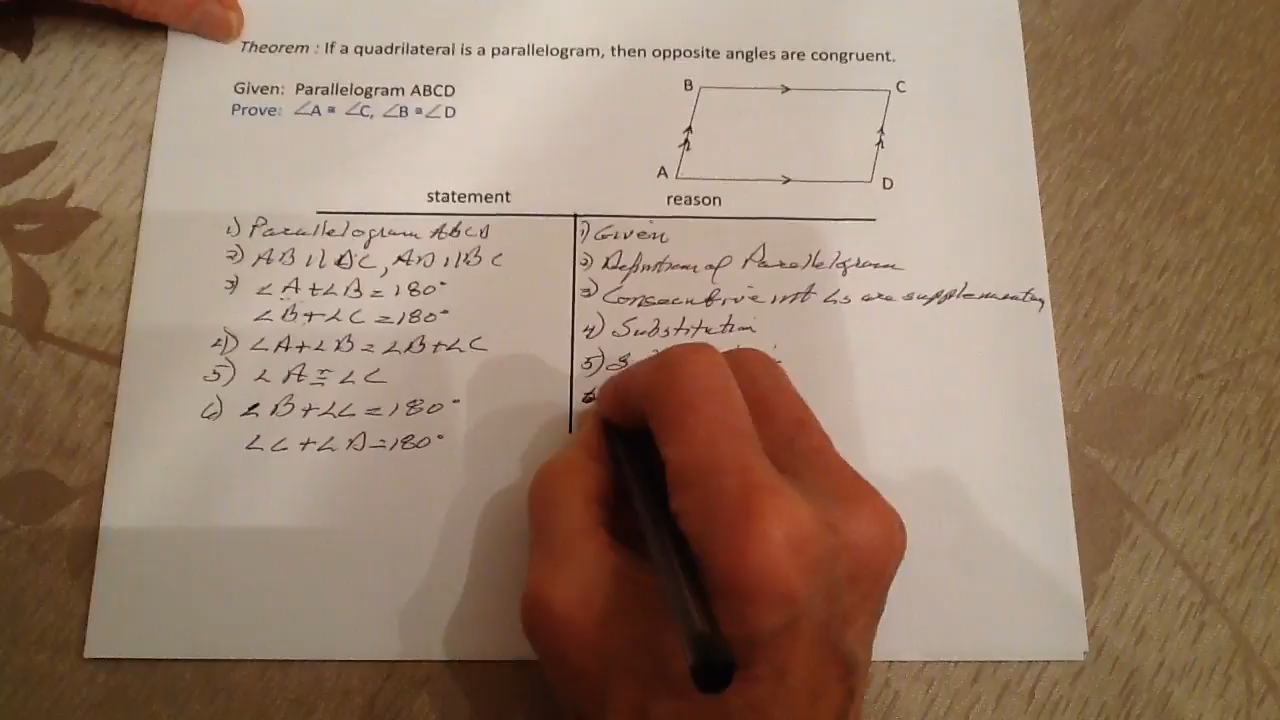 Theorem : If a quadrilateral is a parallelogram, then opposite angles are congruent.
Given: Parallelogram ABCD
Prove: ∠A ≅ ∠C, ∠B ≅ ∠D
B
C
A
D
statement
reason
1) Parallelogram ABCD
1) Given
2) AB || DC, AD || BC
2) Definition of Parallelogram
3) ∠A + ∠B = 180°
3) Consecutive int ∠s are supplementary
∠B + ∠C = 180°
4) Substitution
4) ∠A + ∠B = ∠B + ∠C
5) S
5) ∠A ≅ ∠C
6) ∠B + ∠C = 180°
∠C + ∠D = 180°